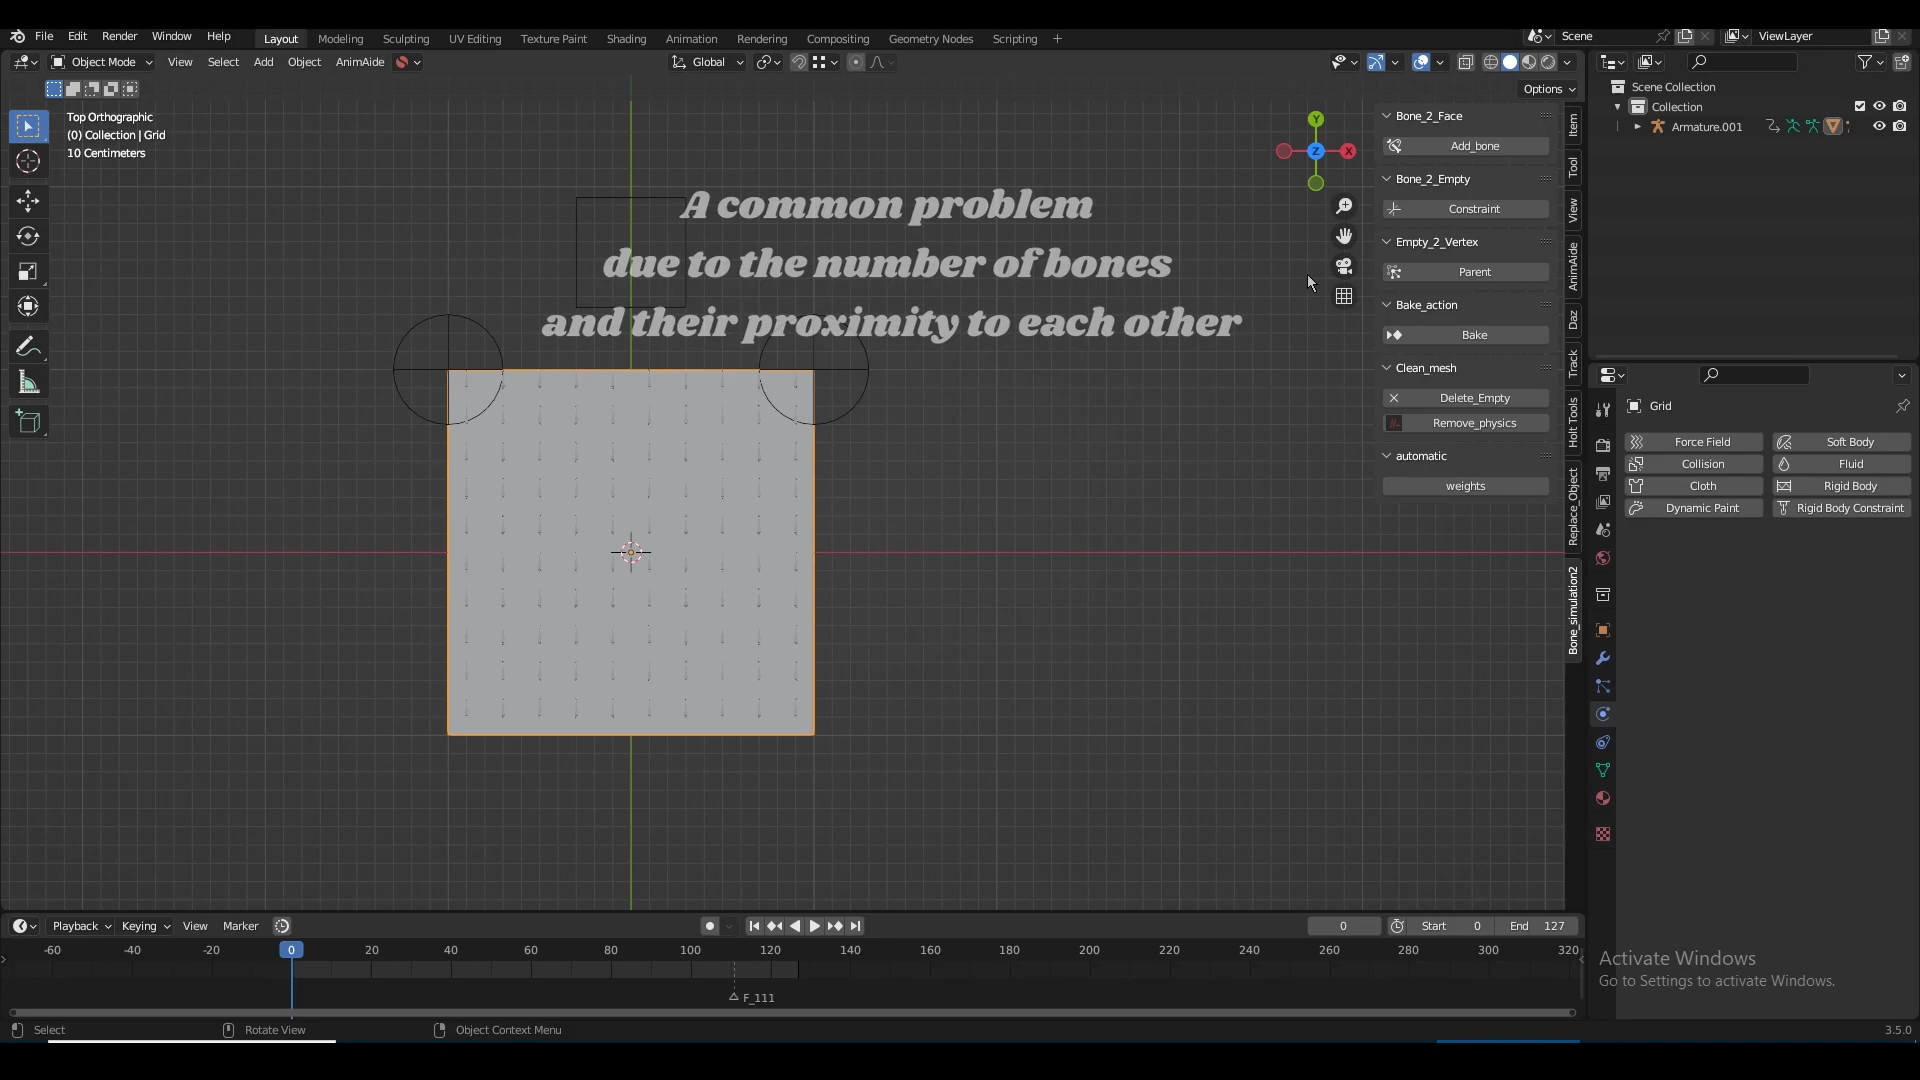 File Edit Render Window Help Layout Modeling Sculpting UV Editing Texture Paint Shading Animation Rendering Compositing Geometry Nodes Scripting + Scene ViewLayer
Object Mode View Select Add Object AnimAide Global
Options
Top Orthographic
(0) Collection | Grid
10 Centimeters
Y
X
Z
A common problem
due to the number of bones
and their proximity to each other
Bone_2_Face
Add_bone
Bone_2_Empty
Constraint
Empty_2_Vertex
Parent
Bake_action
Bake
Clean_mesh
Delete_Empty
Remove_physics
automatic
weights
Item
Tool
View
AnimAide
Daz
Track
Holt Tools
Replace_Object
Bone_simulation2
Scene Collection
Collection
Armature.001
Grid
Force Field Soft Body
Collision Fluid
Cloth Rigid Body
Dynamic Paint Rigid Body Constraint
Playback Keying View Marker 0 Start 0 End 127
-60 -40 -20 0 20 40 60 80 100 120 140 160 180 200 220 240 260 280 300 320
F_111
Activate Windows
Go to Settings to activate Windows.
Select Rotate View Object Context Menu 3.5.0